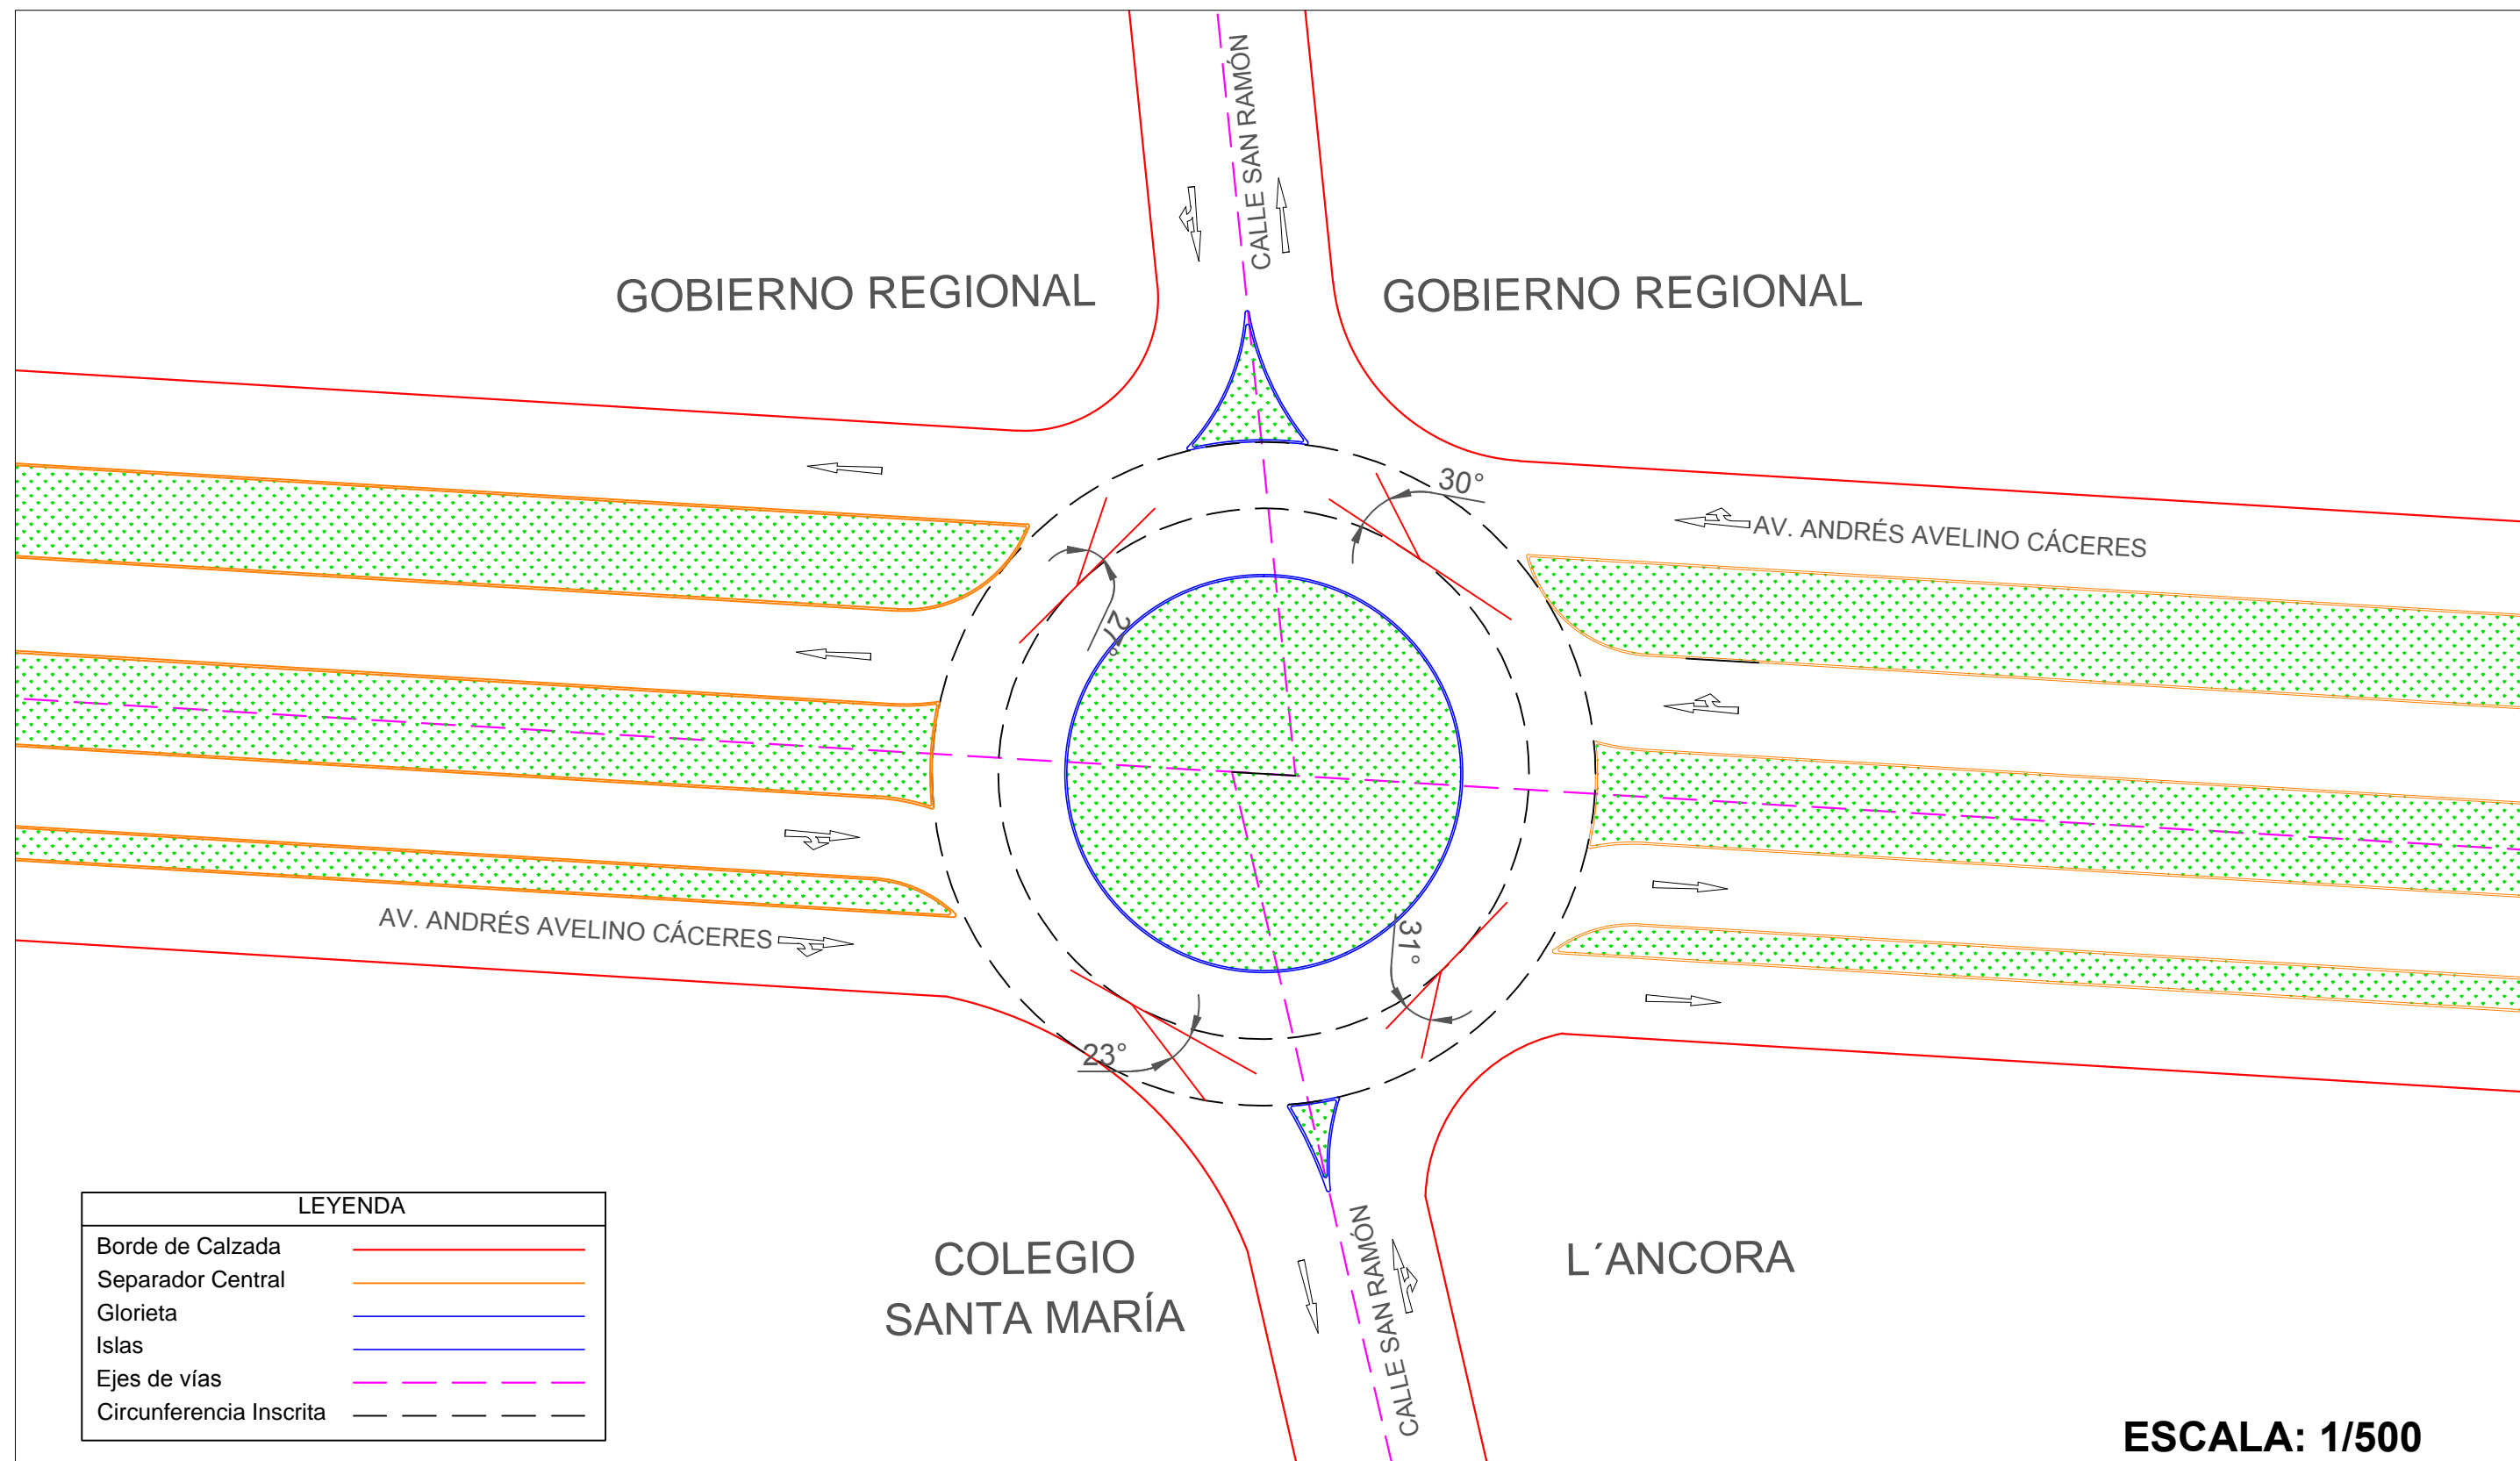 CALLE SAN RAMÓN
GOBIERNO REGIONAL
GOBIERNO REGIONAL
30°
AV. ANDRÉS AVELINO CÁCERES
27°
AV. ANDRÉS AVELINO CÁCERES
31°
23°
LEYENDA
Borde de Calzada
Separador Central
Glorieta
Islas
Ejes de vías
Circunferencia Inscrita
COLEGIO
SANTA MARÍA
CALLE SAN RAMÓN
L´ANCORA
ESCALA: 1/500